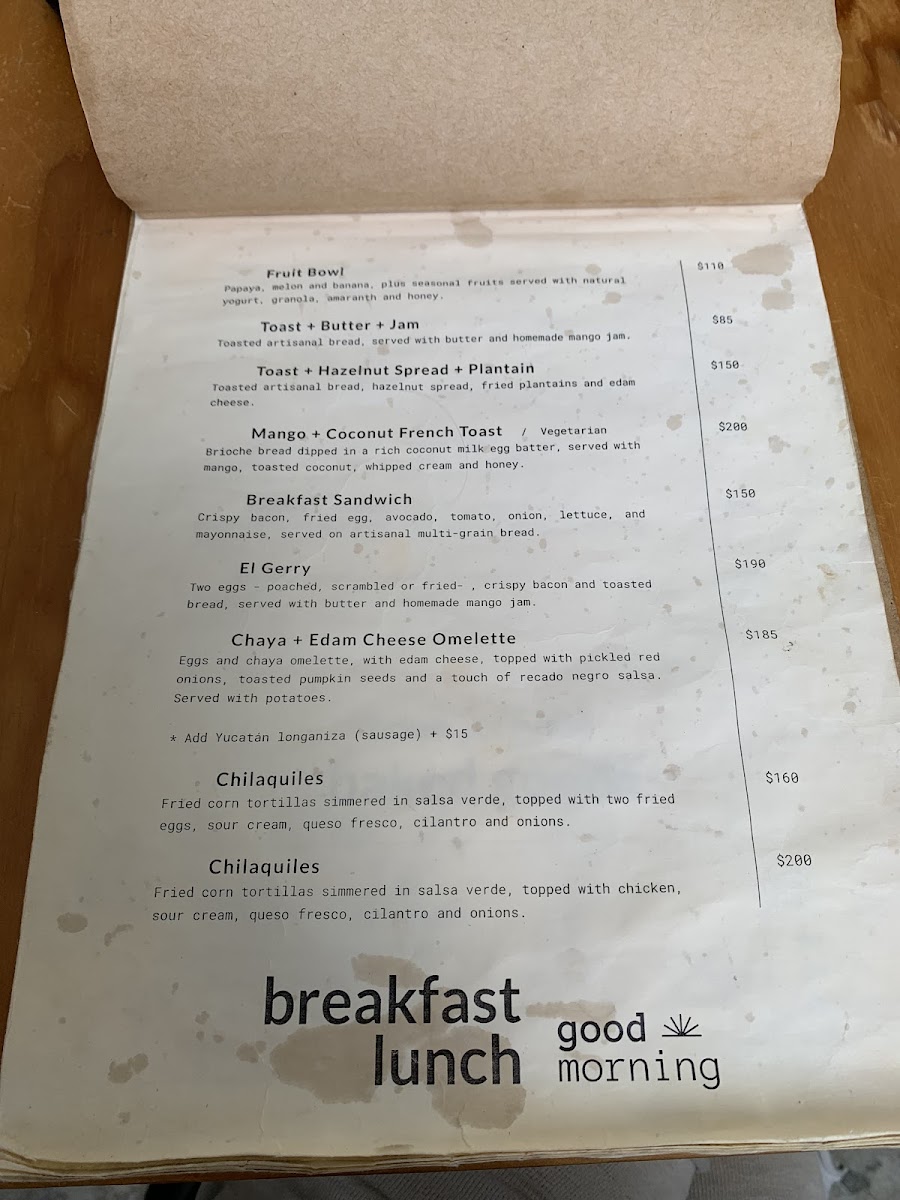 Fruit Bowl $110
Papaya, melon and banana, plus seasonal fruits served with natural
yogurt, granola, amaranth and honey.
Toast + Butter + Jam $85
Toasted artisanal bread, served with butter and homemade mango jam.
Toast + Hazelnut Spread + Plantain $150
Toasted artisanal bread, hazelnut spread, fried plantains and edam
cheese.
Mango + Coconut French Toast / Vegetarian $200
Brioche bread dipped in a rich coconut milk egg batter, served with
mango, toasted coconut, whipped cream and honey.
Breakfast Sandwich $150
Crispy bacon, fried egg, avocado, tomato, onion, lettuce, and
mayonnaise, served on artisanal multi-grain bread.
El Gerry $190
Two eggs - poached, scrambled or fried- , crispy bacon and toasted
bread, served with butter and homemade mango jam.
Chaya + Edam Cheese Omelette $185
Eggs and chaya omelette, with edam cheese, topped with pickled red
onions, toasted pumpkin seeds and a touch of recado negro salsa.
Served with potatoes.
* Add Yucatán longaniza (sausage) + $15
Chilaquiles $160
Fried corn tortillas simmered in salsa verde, topped with two fried
eggs, sour cream, queso fresco, cilantro and onions.
Chilaquiles $200
Fried corn tortillas simmered in salsa verde, topped with chicken,
sour cream, queso fresco, cilantro and onions.
breakfast
lunch
good
morning